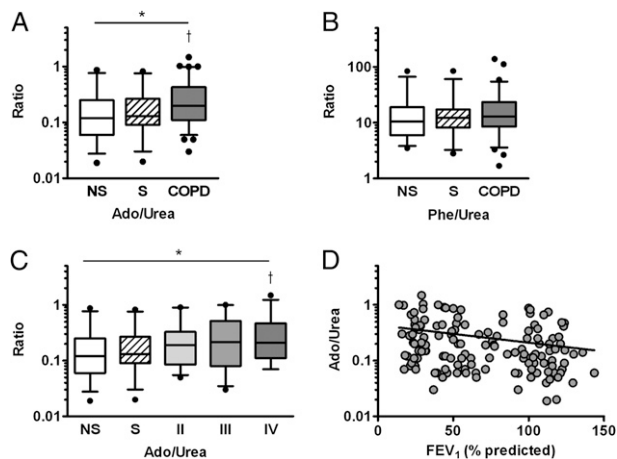 A
*
†
Ratio
1
0.1
0.01
NS S COPD
Ado/Urea
B
Ratio
100
10
1
NS S COPD
Phe/Urea
C
*
†
Ratio
1
0.1
0.01
NS S II III IV
Ado/Urea
D
Ado/Urea
1
0.1
0.01
0 50 100 150
FEV1 (% predicted)